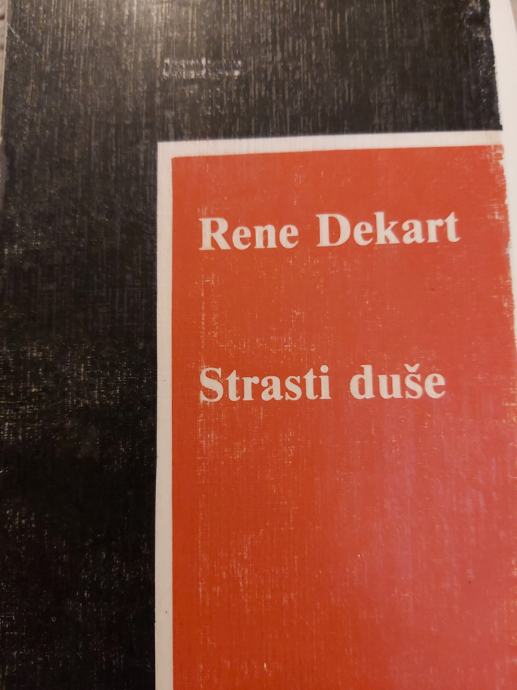 Rene Dekart
Strasti duše